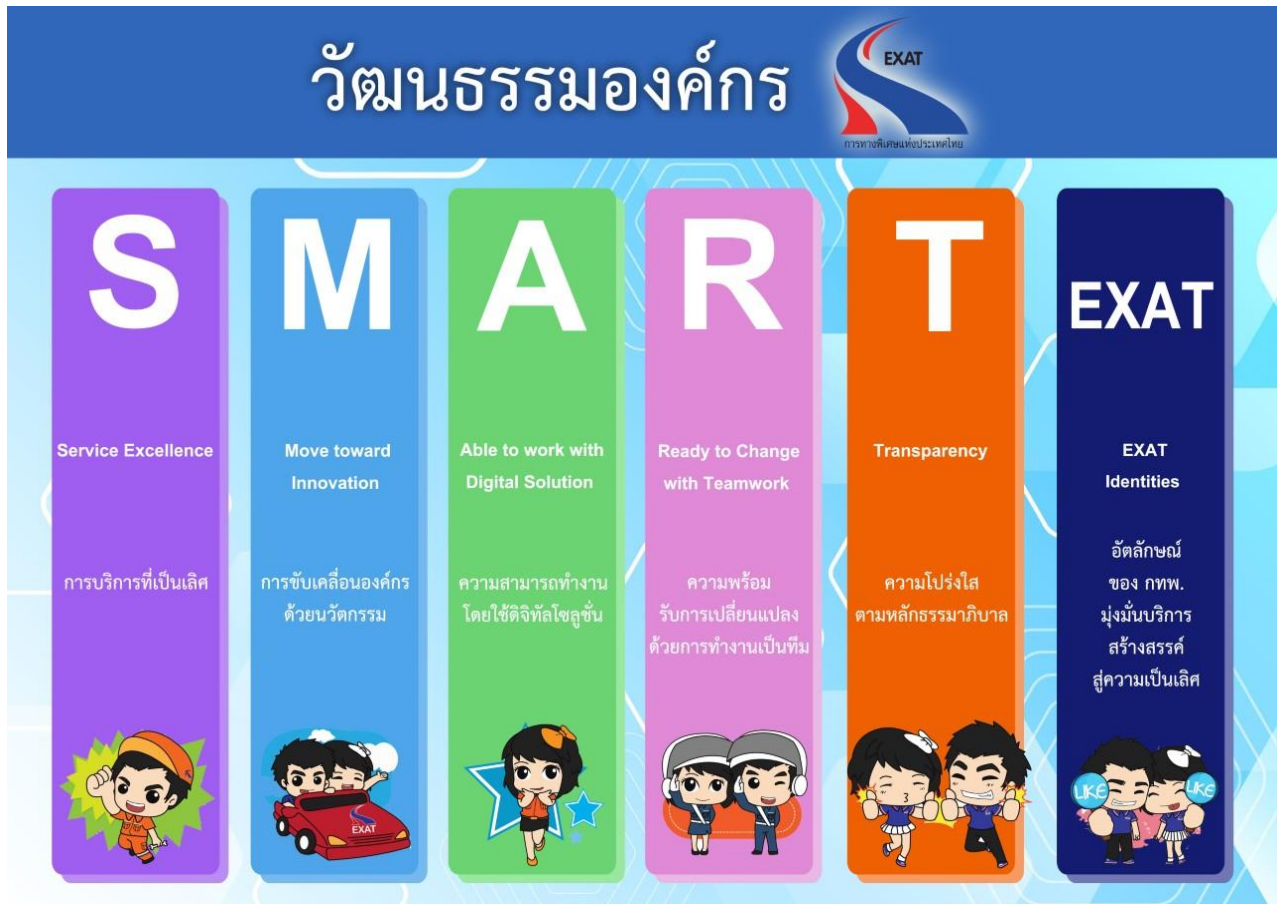 วัฒนธรรมองค์กร
EXAT
การทางพิเศษแห่งประเทศไทย
S
Service Excellence
การบริการที่เป็นเลิศ
M
Move toward
Innovation
การขับเคลื่อนองค์กร
ด้วยนวัตกรรม
EXAT
A
Able to work with
Digital Solution
ความสามารถทำงาน
โดยใช้ดิจิทัลโซลูชั่น
R
Ready to Change
with Teamwork
ความพร้อม
รับการเปลี่ยนแปลง
ด้วยการทำงานเป็นทีม
T
Transparency
ความโปร่งใส
ตามหลักธรรมาภิบาล
EXAT
EXAT
Identities
อัตลักษณ์
ของ กทพ.
มุ่งมั่นบริการ
สร้างสรรค์
สู่ความเป็นเลิศ
LIKE
LIKE